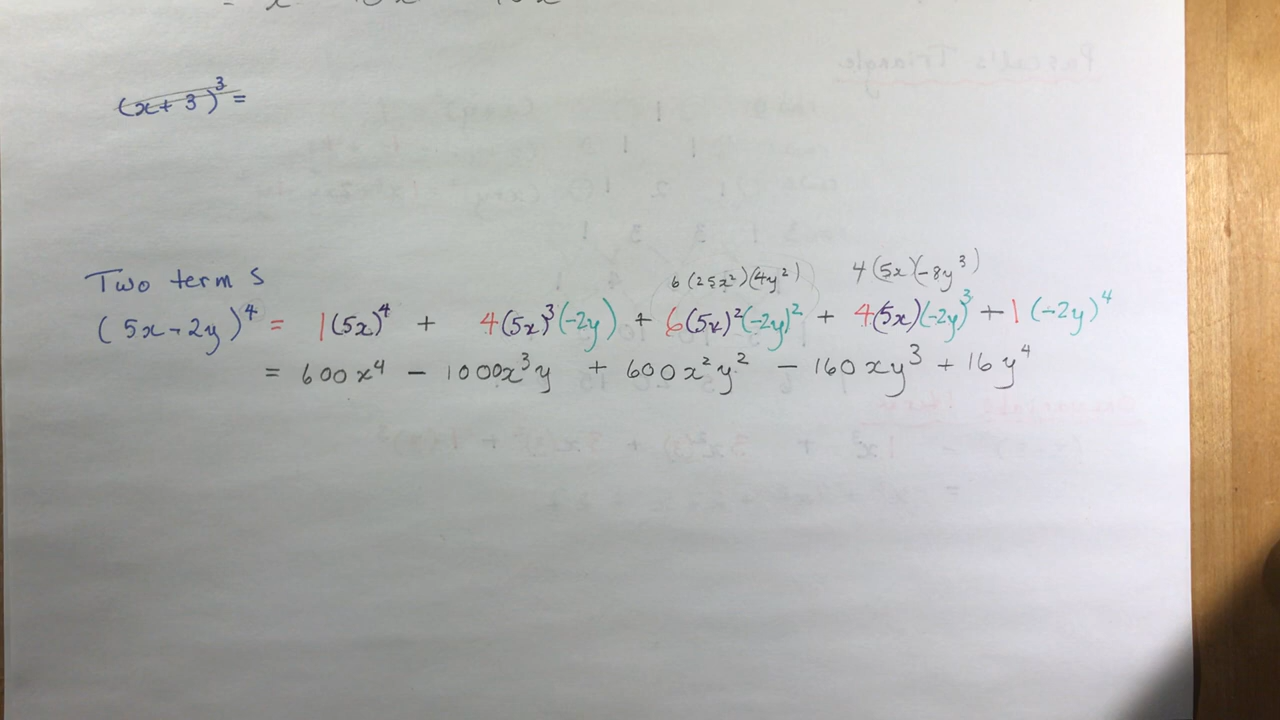 (x+3)³=
Two terms
6(25x²)(4y²) 4(5x)(-8y³)
(5x-2y)⁴ = 1(5x)⁴ + 4(5x)³(-2y) + 6(5x)²(-2y)² + 4(5x)(-2y)³ + 1(-2y)⁴
= 600x⁴ - 1000x³y + 600x²y² - 160xy³ + 16y⁴